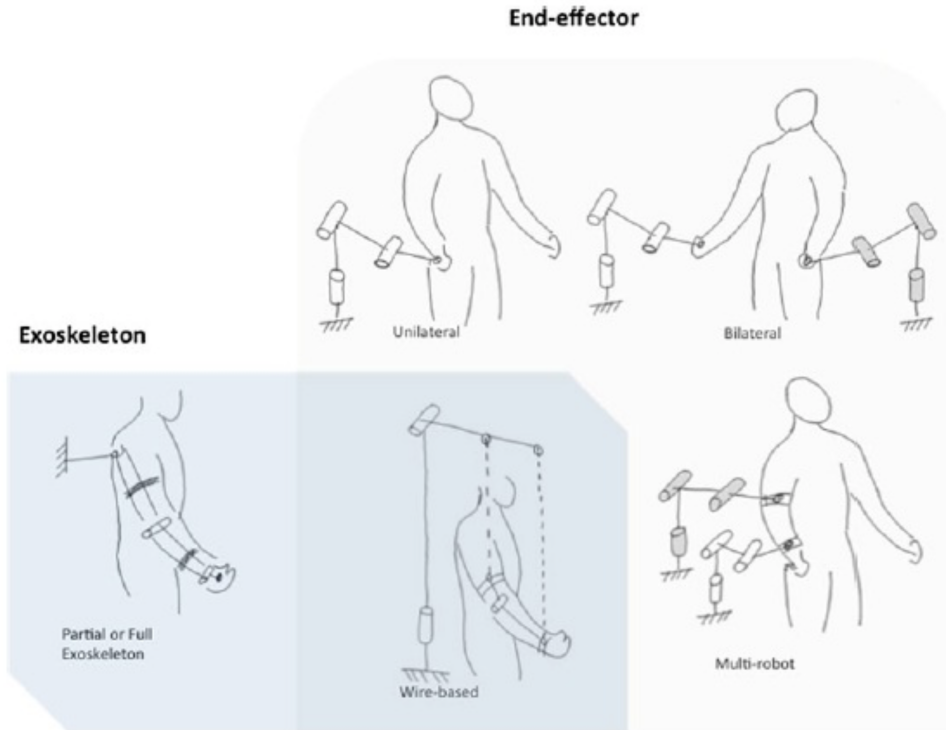 End-effector
Unilateral
Bilateral
Exoskeleton
Partial or Full
Exoskeleton
Wire-based
Multi-robot